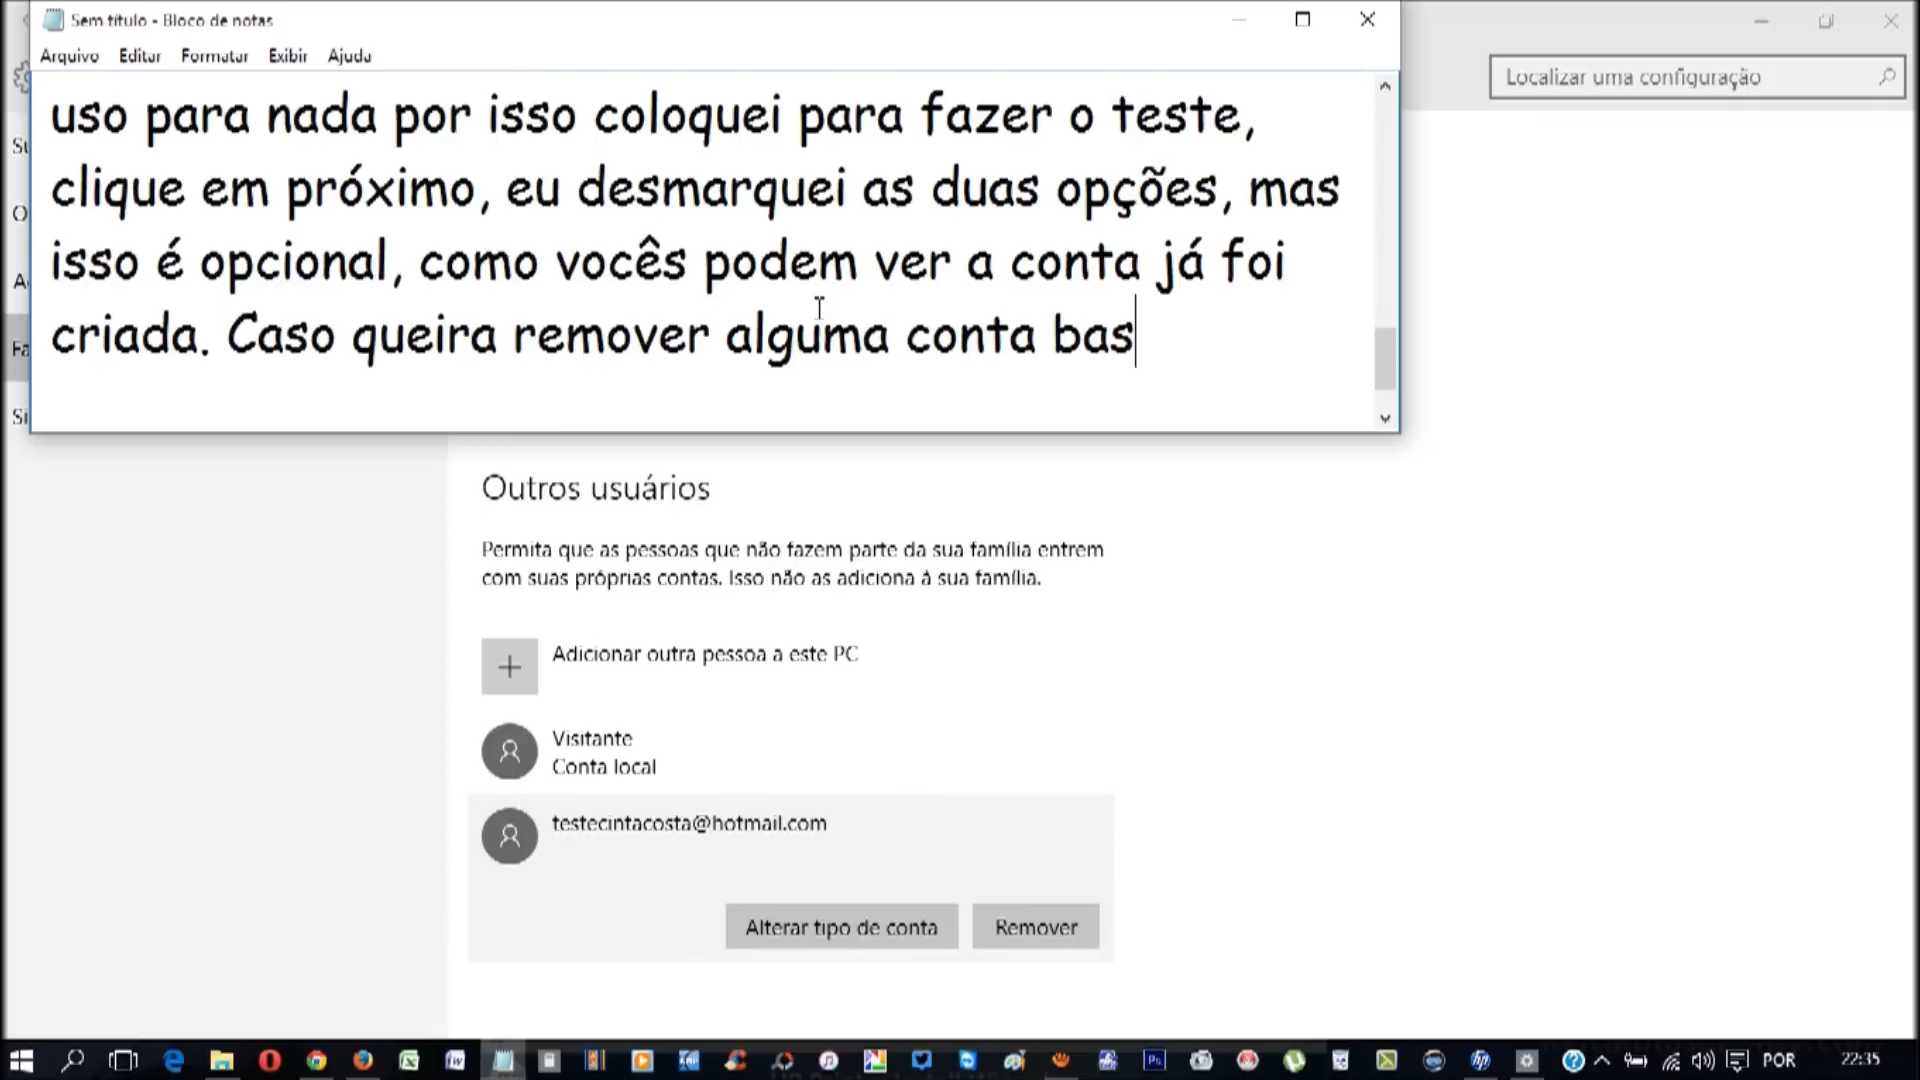 Sem título - Bloco de notas
Arquivo Editar Formatar Exibir Ajuda
Localizar uma configuração
uso para nada por isso coloquei para fazer o teste,
clique em próximo, eu desmarquei as duas opções, mas
isso é opcional, como vocês podem ver a conta já foi
criada. Caso queira remover alguma conta bas
Outros usuários
Permita que as pessoas que não fazem parte da sua família entrem
com suas próprias contas. Isso não as adiciona à sua família.
Adicionar outra pessoa a este PC
Visitante
Conta local
testecintacosta@hotmail.com
Alterar tipo de conta
Remover
POR
22:35